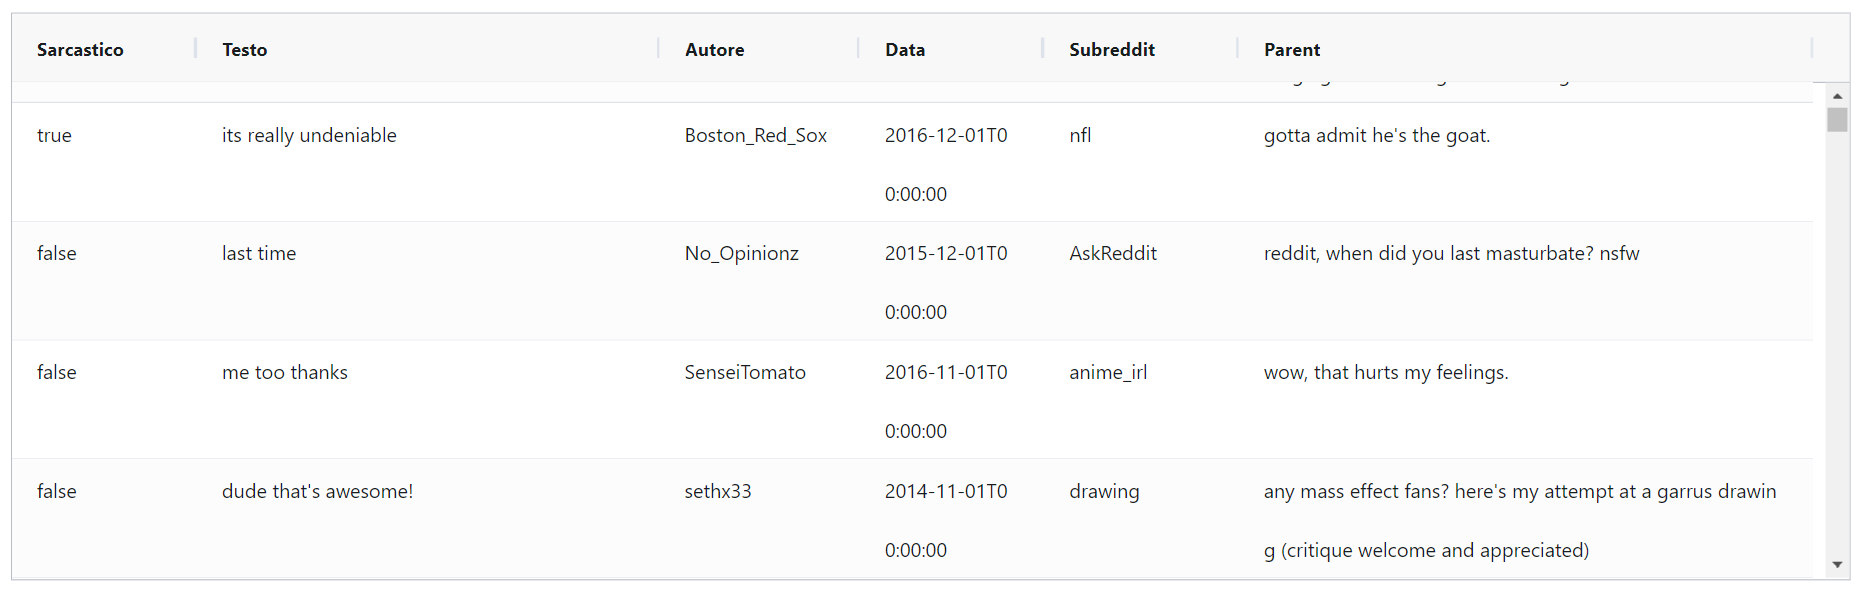 Sarcastico Testo Autore Data Subreddit Parent
true its really undeniable Boston_Red_Sox 2016-12-01T0 nfl gotta admit he's the goat.
0:00:00
false last time No_Opinionz 2015-12-01T0 AskReddit reddit, when did you last masturbate? nsfw
0:00:00
false me too thanks SenseiTomato 2016-11-01T0 anime_irl wow, that hurts my feelings.
0:00:00
false dude that's awesome! sethx33 2014-11-01T0 drawing any mass effect fans? here's my attempt at a garrus drawin
0:00:00 g (critique welcome and appreciated)